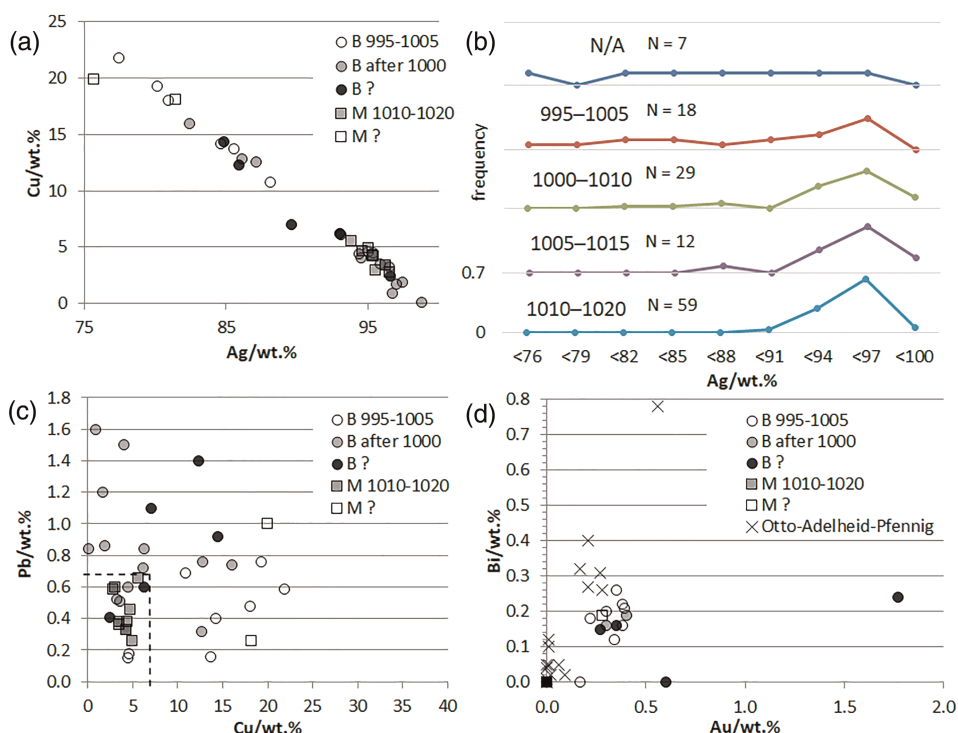 (a)
25
20
15
10
5
0
Cu/wt.%
75 85 95
Ag/wt.%
B 995-1005
B after 1000
B ?
M 1010-1020
M ?
(b)
frequency
N/A N = 7
995–1005 N = 18
1000–1010 N = 29
1005–1015 N = 12
0.7
1010–1020 N = 59
0
<76 <79 <82 <85 <88 <91 <94 <97 <100
Ag/wt.%
(c)
1.8
1.6
1.4
1.2
1.0
0.8
0.6
0.4
0.2
0.0
Pb/wt.%
0 5 10 15 20 25 30 35 40
Cu/wt.%
B 995-1005
B after 1000
B ?
M 1010-1020
M ?
(d)
0.8
0.7
0.6
0.5
0.4
0.3
0.2
0.1
0.0
Bi/wt.%
0.0 0.5 1.0 1.5 2.0
Au/wt.%
B 995-1005
B after 1000
B ?
M 1010-1020
M ?
Otto-Adelheid-Pfennig